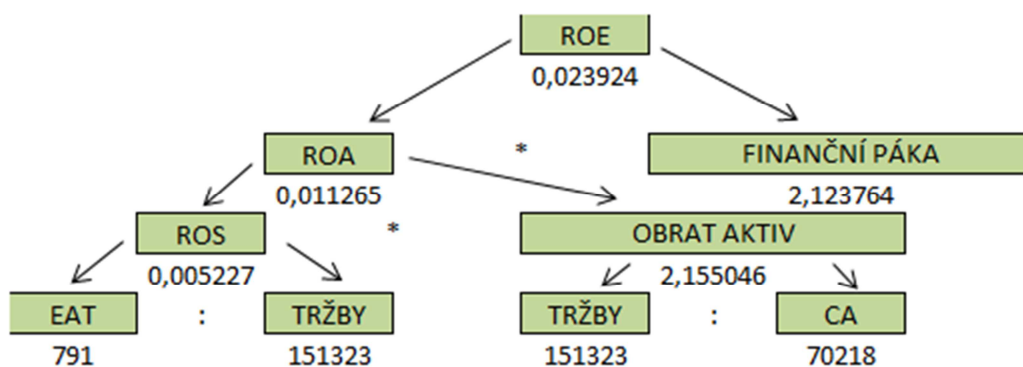 ROE
0,023924
ROA * FINANČNÍ PÁKA
0,011265 2,123764
ROS * OBRAT AKTIV
0,005227 2,155046
EAT : TRŽBY TRŽBY : CA
791 151323 151323 70218